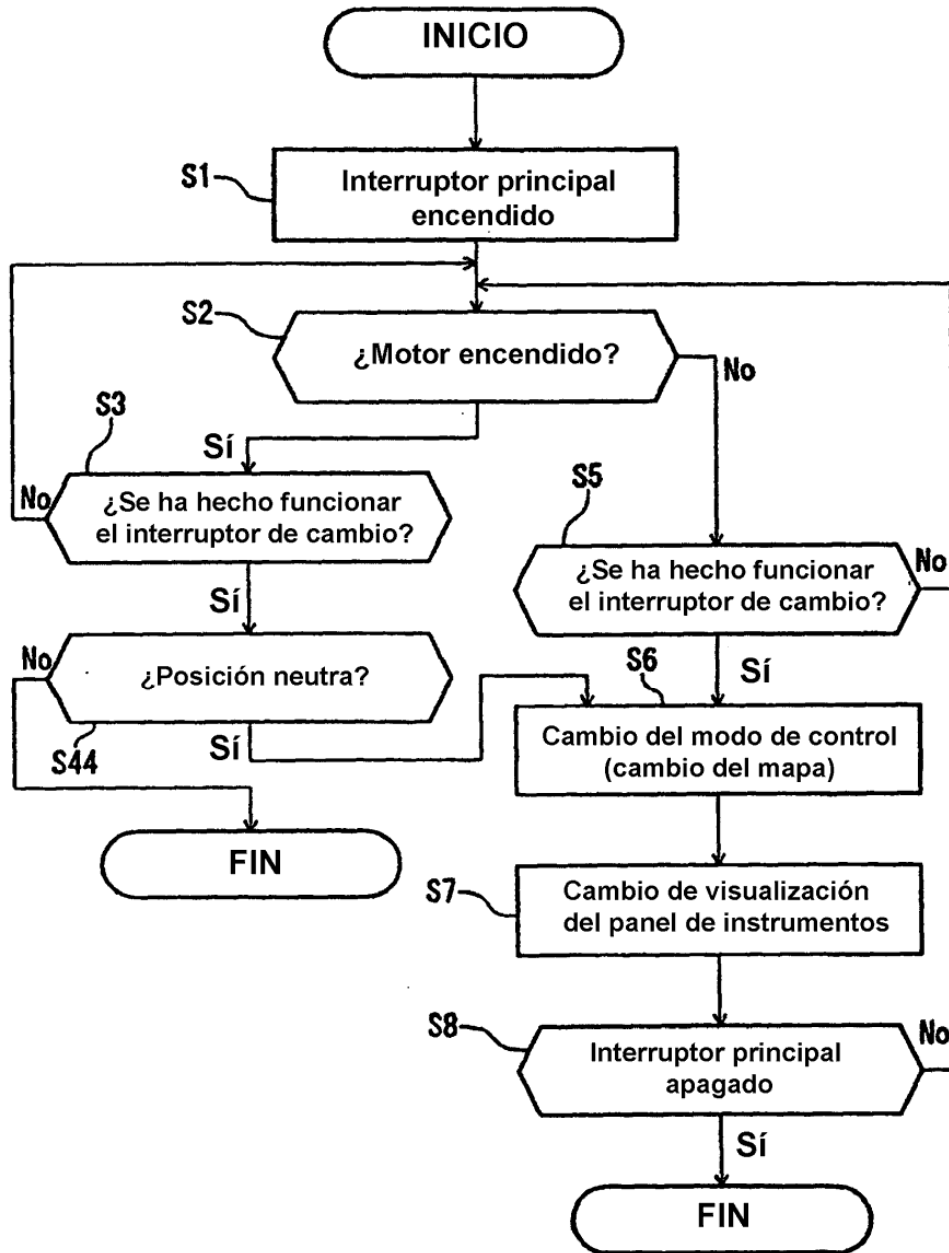 INICIO
S1
Interruptor principal
encendido
S2
¿Motor encendido?
No
S3
Sí
No
¿Se ha hecho funcionar
el interruptor de cambio?
S5
¿Se ha hecho funcionar
el interruptor de cambio?
No
Sí
No
¿Posición neutra?
S44
Sí
S6
Sí
Cambio del modo de control
(cambio del mapa)
FIN
S7
Cambio de visualización
del panel de instrumentos
S8
Interruptor principal
apagado
No
Sí
FIN